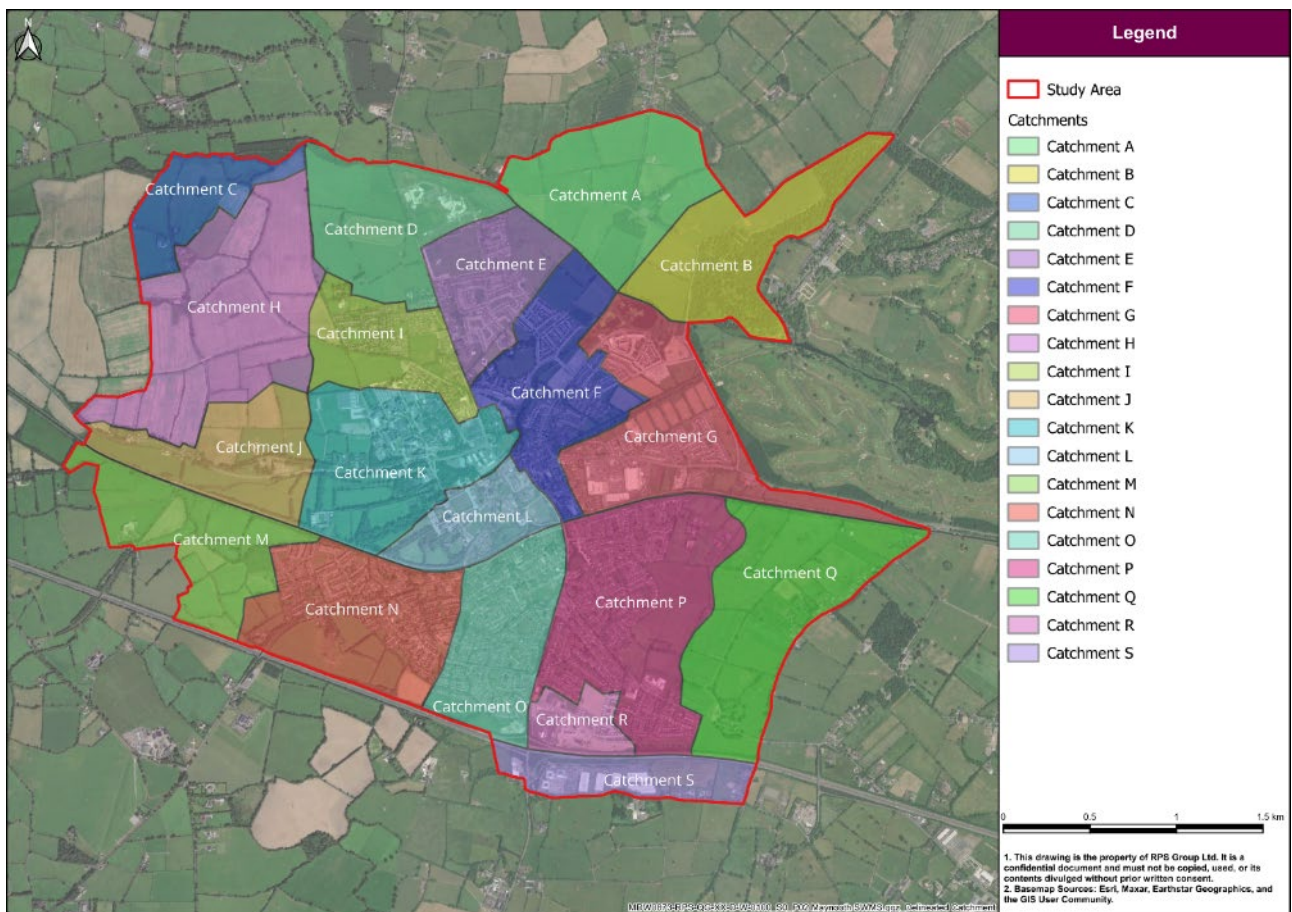 N
Catchment A
Catchment C
Catchment D
Catchment E
Catchment B
Catchment H
Catchment I
Catchment F
Catchment G
Catchment J
Catchment K
Catchment L
Catchment M
Catchment Q
Catchment N
Catchment P
Catchment O
Catchment R
Catchment S
Legend
Study Area
Catchments
Catchment A
Catchment B
Catchment C
Catchment D
Catchment E
Catchment F
Catchment G
Catchment H
Catchment I
Catchment J
Catchment K
Catchment L
Catchment M
Catchment N
Catchment O
Catchment P
Catchment Q
Catchment R
Catchment S
0 0.5 1 1.5 km
1. This drawing is the property of RPS Group Ltd. It is a
confidential document and must not be copied, used, or its
contents divulged without prior written consent.
2. Basemap Sources: Esri, Maxar, Earthstar Geographics, and
the GIS User Community.